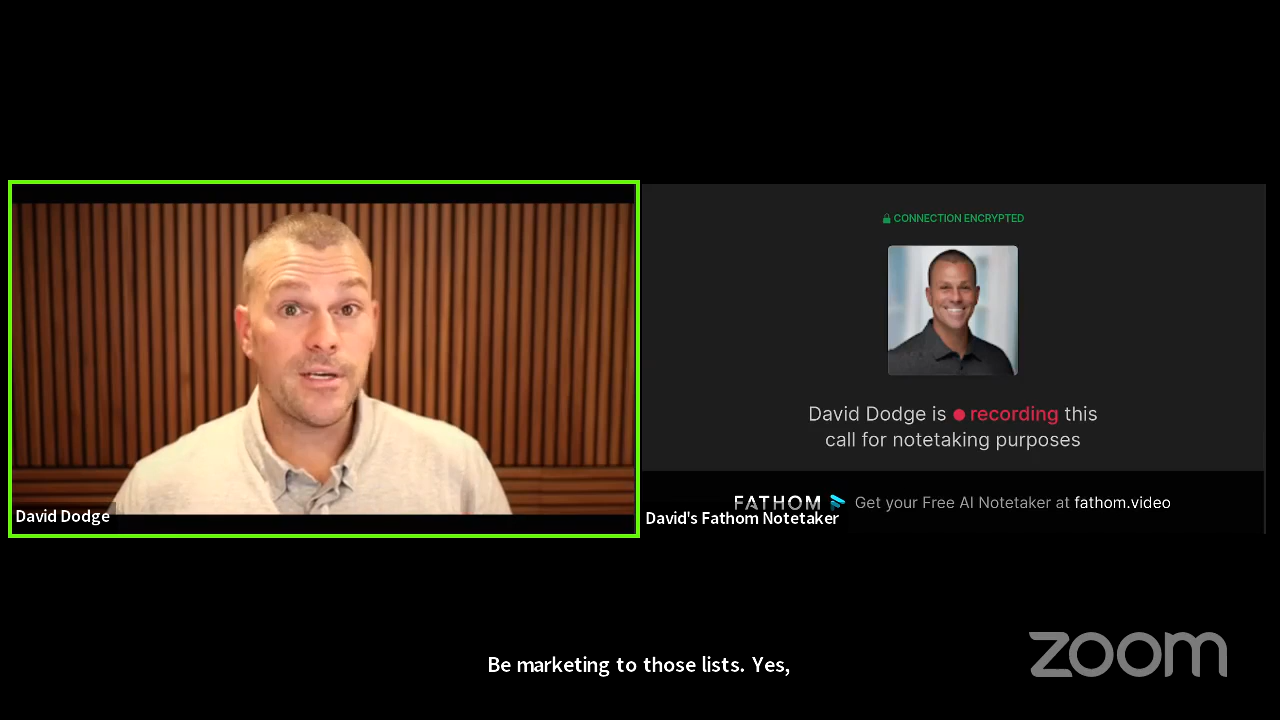 CONNECTION ENCRYPTED
David Dodge is recording this
call for notetaking purposes
FATHOM Get your Free AI Notetaker at fathom.video
David Dodge
David's Fathom Notetaker
Be marketing to those lists. Yes,
zoom